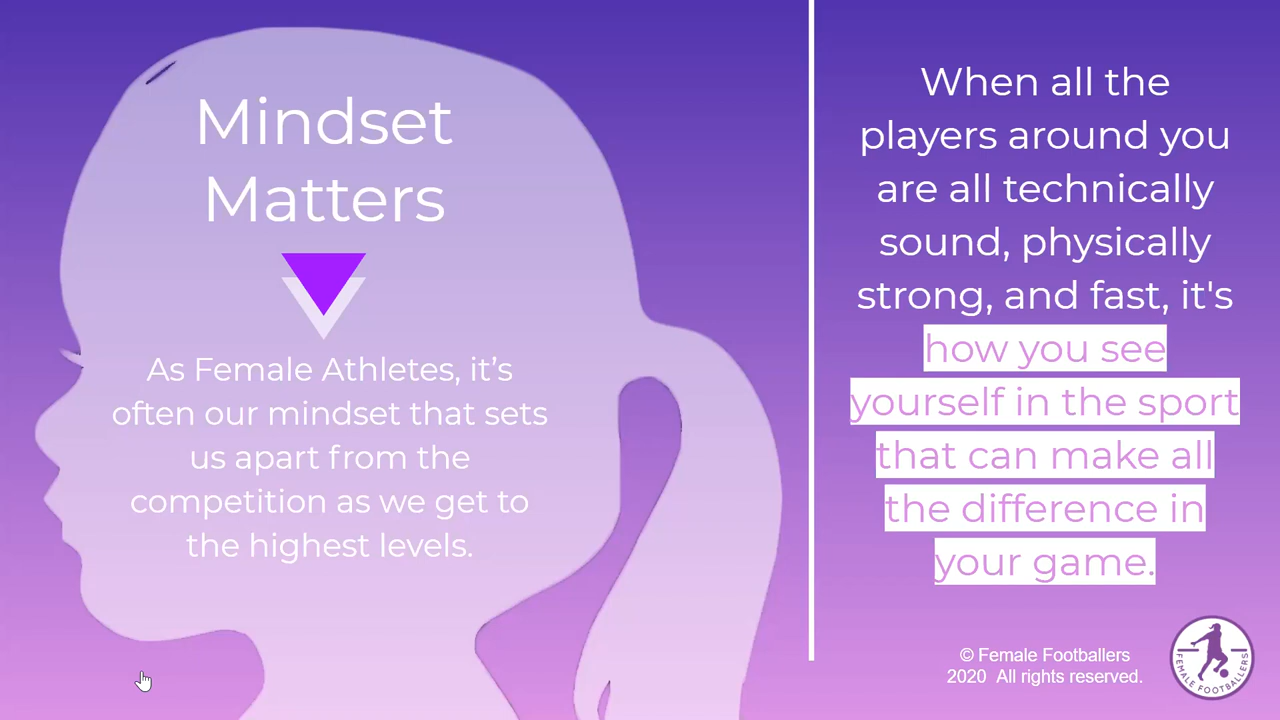 Mindset
Matters
As Female Athletes, it’s
often our mindset that sets
us apart from the
competition as we get to
the highest levels.
When all the
players around you
are all technically
sound, physically
strong, and fast, it's
how you see
yourself in the sport
that can make all
the difference in
your game.
© Female Footballers
2020 All rights reserved.
FEMALE FOOTBALLERS